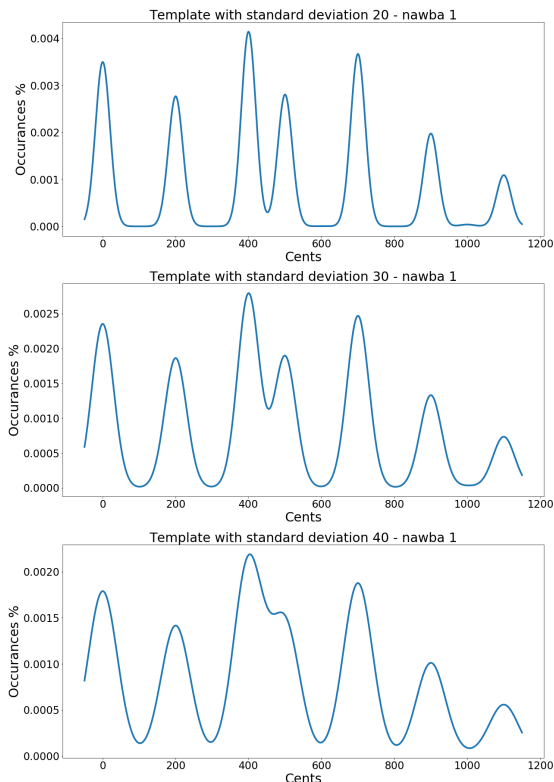 Template with standard deviation 20 - nawba 1
0.004
0.003
0.002
0.001
0.000
Occurances %
0 200 400 600 800 1000 1200
Cents
Template with standard deviation 30 - nawba 1
0.0025
0.0020
0.0015
0.0010
0.0005
0.0000
Occurances %
0 200 400 600 800 1000 1200
Cents
Template with standard deviation 40 - nawba 1
0.0020
0.0015
0.0010
0.0005
0.0000
Occurances %
0 200 400 600 800 1000 1200
Cents